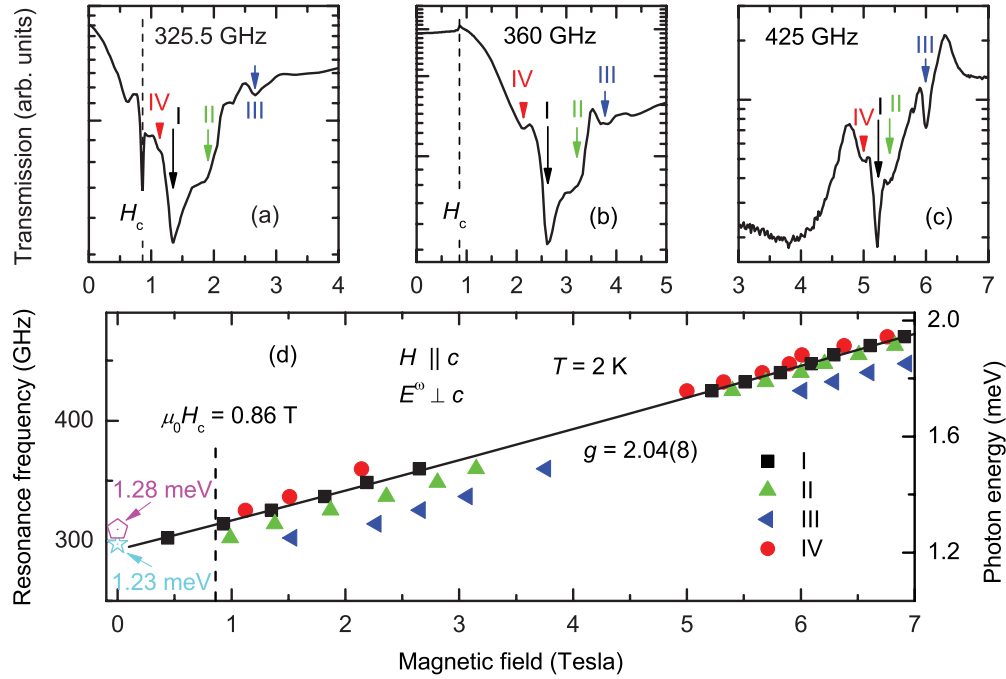 Transmission (arb. units)
325.5 GHz
IV
I
II
III
H_c
(a)
0 1 2 3 4
360 GHz
IV
I
II
III
H_c
(b)
0 1 2 3 4 5
425 GHz
III
I
IV
II
(c)
3 4 5 6 7
Resonance frequency (GHz)
400
300
(d)
H || c
E^ω ⊥ c
T = 2 K
μ₀H_c = 0.86 T
g = 2.04(8)
1.28 meV
1.23 meV
I
II
III
IV
2.0
1.6
1.2
Photon energy (meV)
0 1 2 3 4 5 6 7
Magnetic field (Tesla)